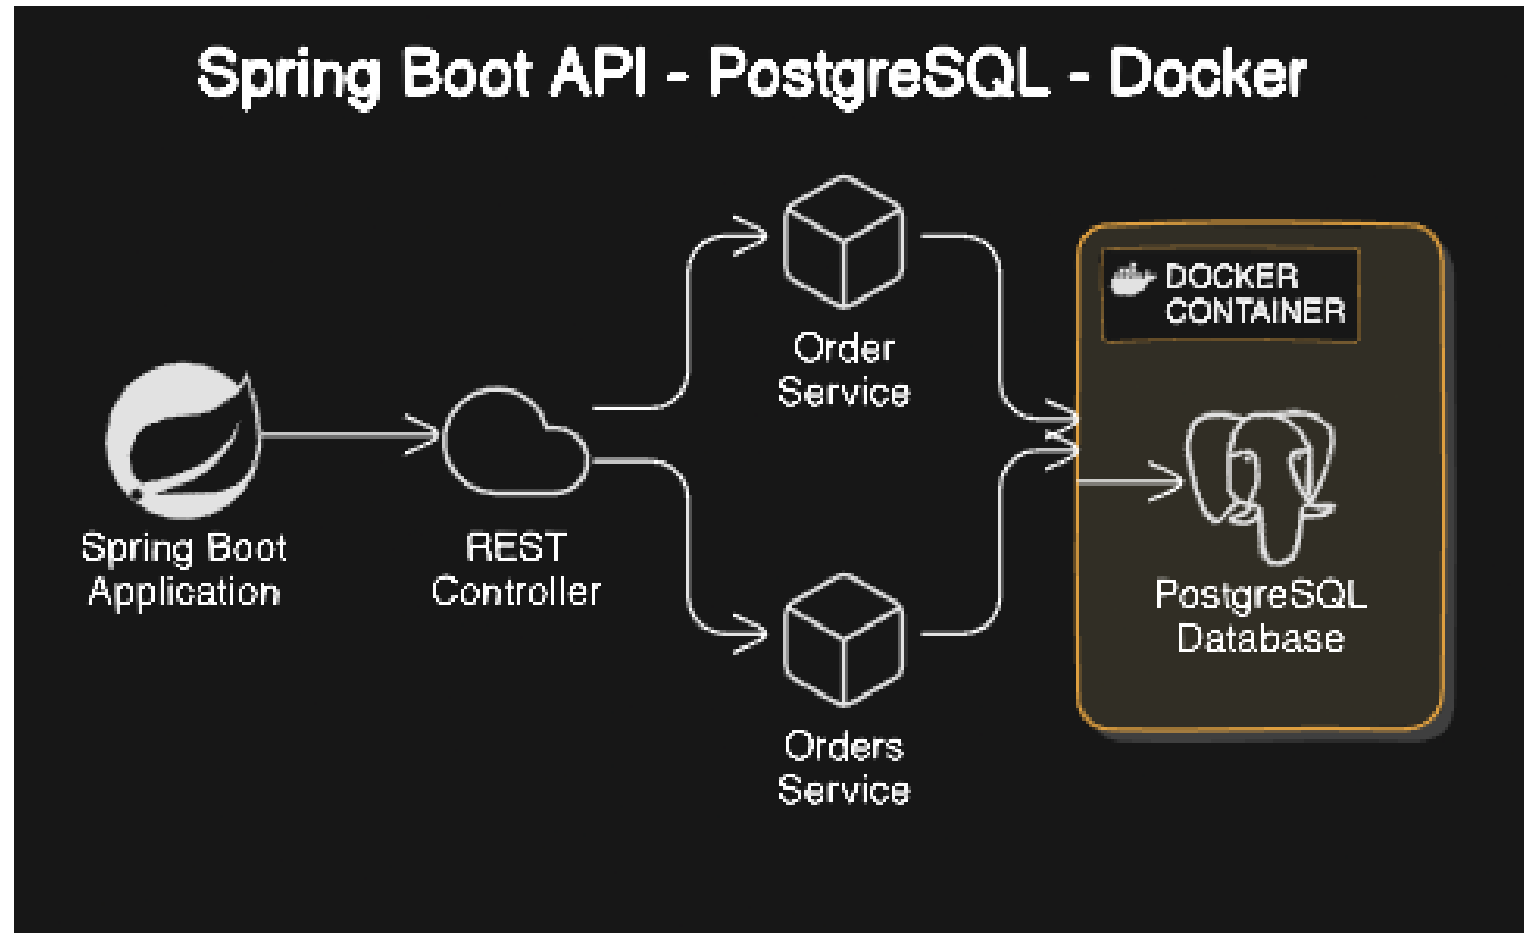 Spring Boot API - PostgreSQL - Docker
Spring Boot
Application
REST
Controller
Order
Service
Orders
Service
DOCKER
CONTAINER
PostgreSQL
Database